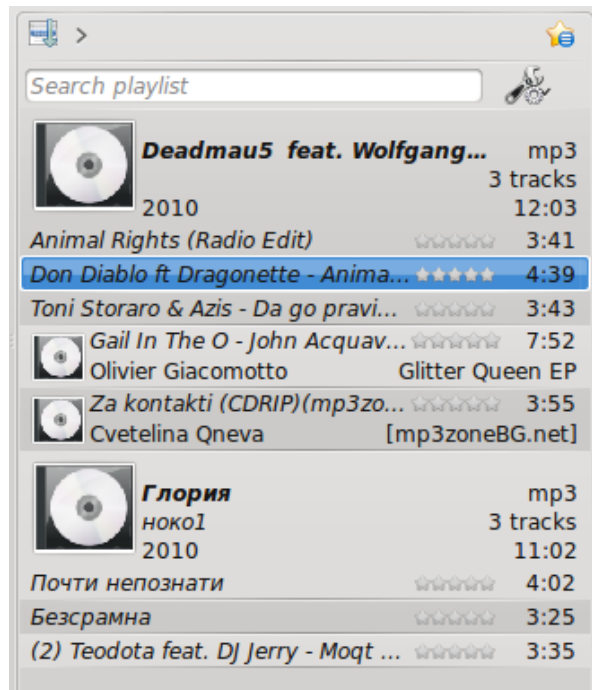 Search playlist
Deadmau5 feat. Wolfgang... mp3
3 tracks
2010 12:03
Animal Rights (Radio Edit) 3:41
Don Diablo ft Dragonette - Anima... 4:39
Toni Storaro & Azis - Da go pravi... 3:43
Gail In The O - John Acquav... 7:52
Olivier Giacomotto Glitter Queen EP
Za kontakti (CDRIP)(mp3zo... 3:55
Cvetelina Qneva [mp3zoneBG.net]
Глория mp3
ноко1 3 tracks
2010 11:02
Почти непознати 4:02
Безсрамна 3:25
(2) Teodota feat. DJ Jerry - Moqt ... 3:35